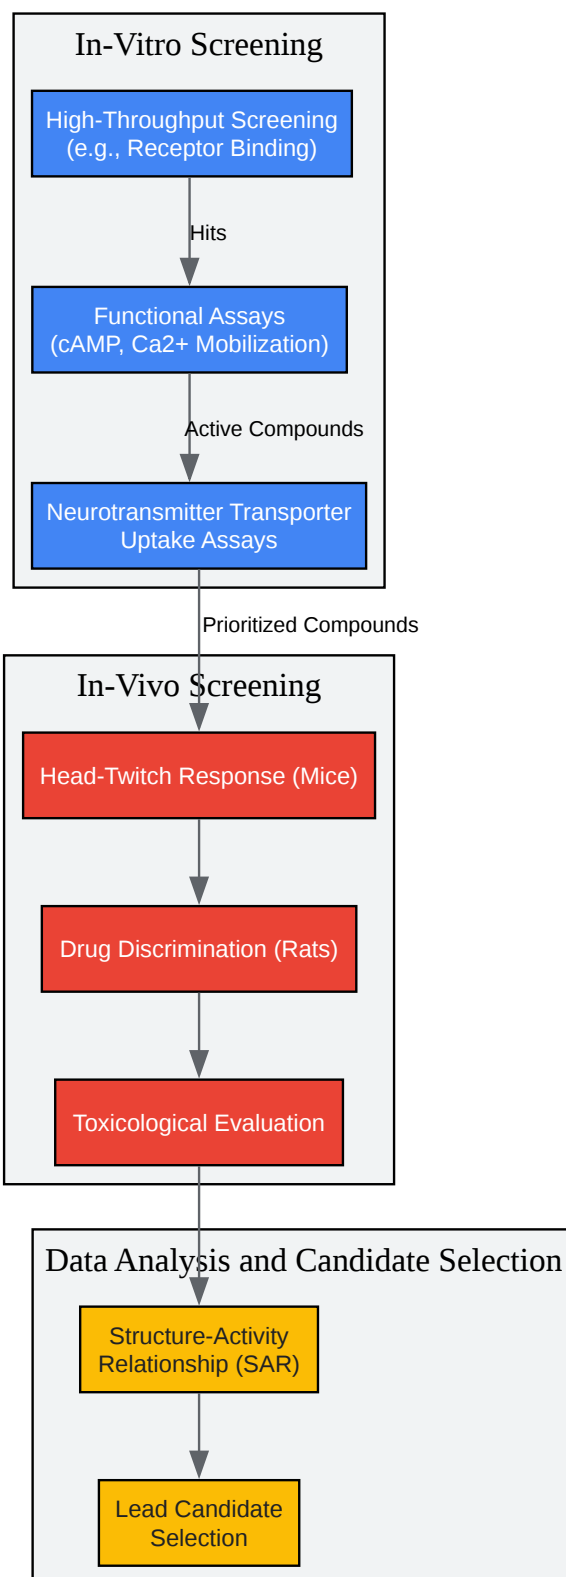 In-Vitro Screening
High-Throughput Screening
(e.g., Receptor Binding)
Hits
Functional Assays
(cAMP, Ca2+ Mobilization)
Active Compounds
Neurotransmitter Transporter
Uptake Assays
Prioritized Compounds
In-Vivo Screening
Head-Twitch Response (Mice)
Drug Discrimination (Rats)
Toxicological Evaluation
Data Analysis and Candidate Selection
Structure-Activity
Relationship (SAR)
Lead Candidate
Selection